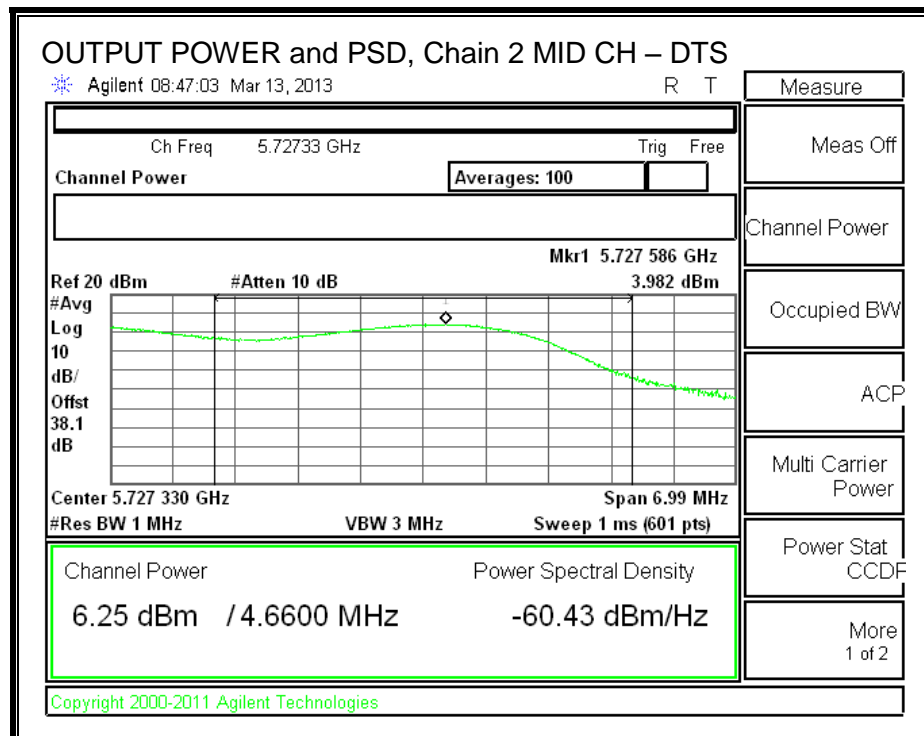 OUTPUT POWER and PSD, Chain 2 MID CH – DTS
Agilent 08:47:03 Mar 13, 2013 R T
Measure
Ch Freq 5.72733 GHz Trig Free
Meas Off
Channel Power Averages: 100
Channel Power
Mkr1 5.727 586 GHz
Ref 20 dBm #Atten 10 dB 3.982 dBm
#Avg
Log
10
dB/
Offst
38.1
dB
1
Occupied BW
ACP
Multi Carrier
Power
Center 5.727 330 GHz Span 6.99 MHz
#Res BW 1 MHz VBW 3 MHz Sweep 1 ms (601 pts)
Power Stat
CCDF
Channel Power Power Spectral Density
6.25 dBm / 4.6600 MHz -60.43 dBm/Hz
More
1 of 2
Copyright 2000-2011 Agilent Technologies